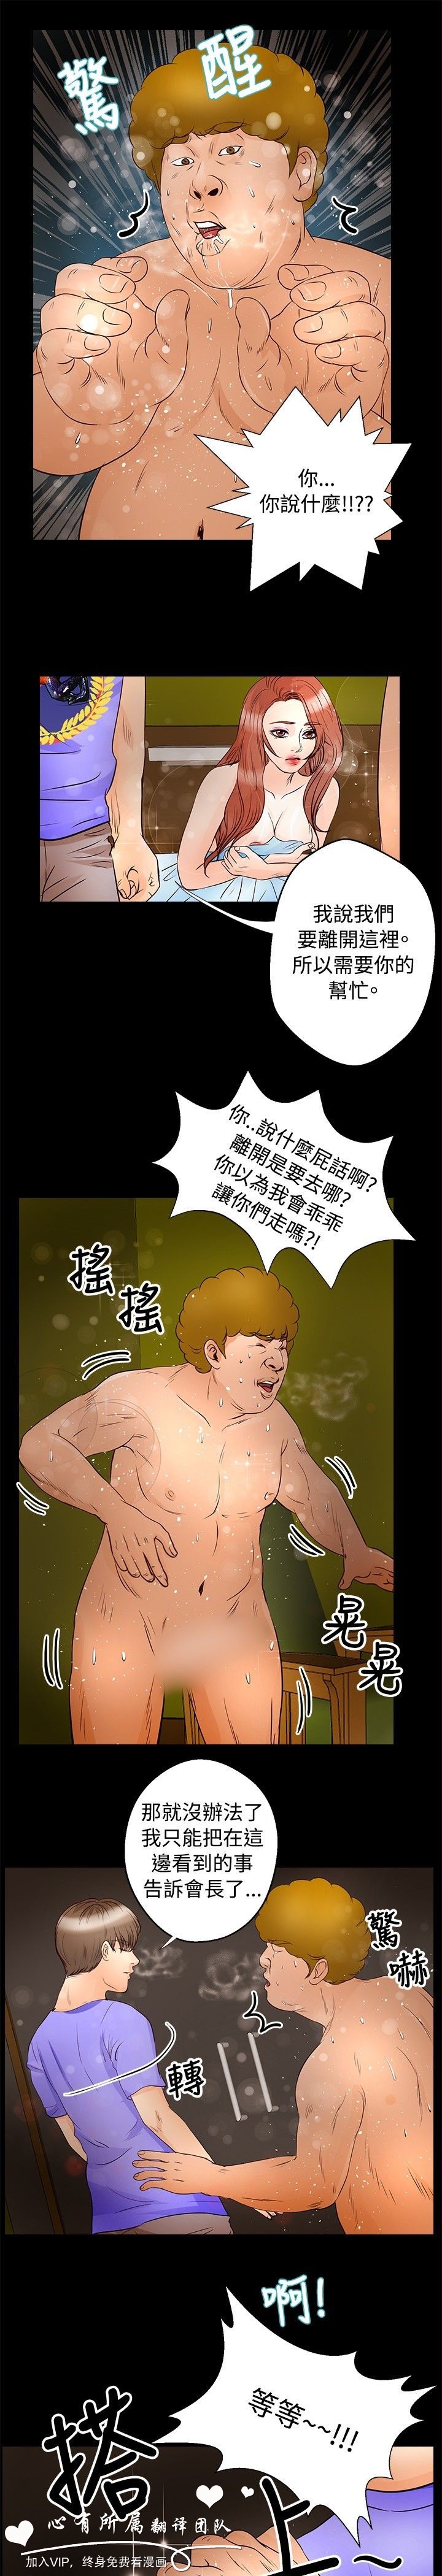 驚醒
你...
你說什麼!!??
我說我們
要離開這裡。
所以需要你的
幫忙。
你..說什麼屁話啊?
離開是要去哪?
你以為我會乖乖
讓你們走嗎?!
搖搖
晃晃
那就沒辦法了
我只能把在這
邊看到的事
告訴會長了...
驚嚇
轉
啊!
等等~~!!!
搭
上~
心有所属翻译团队
加入VIP，终身免费看漫画